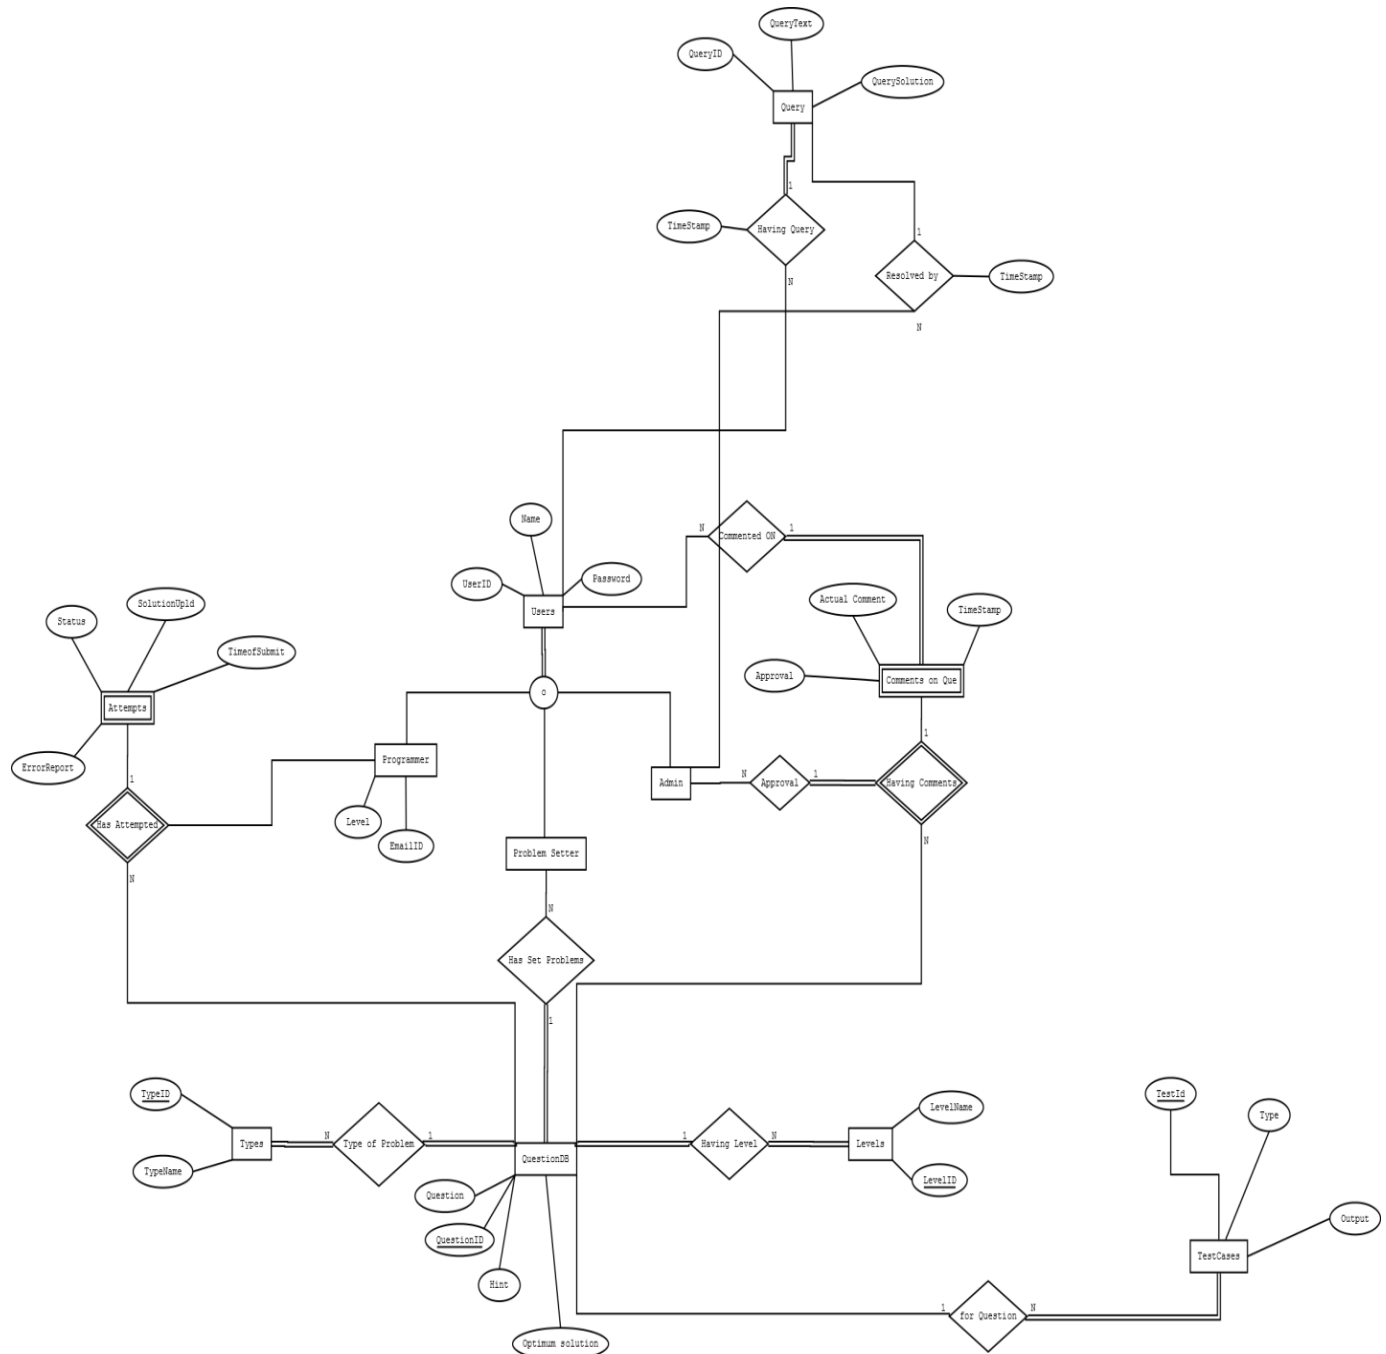 QueryText
QueryID
QuerySolution
Query
1
TimeStamp
Having Query
1
Resolved by
TimeStamp
N
N
Name
N
Commented ON
1
UserID
Password
Users
Actual Comment
TimeStamp
SolutionUpld
Status
TimeofSubmit
Approval
Comments on Que
O
Attempts
ErrorReport
Programmer
1
1
Admin
N
Approval
1
Having Comments
Level
Has Attempted
EmailID
N
Problem Setter
N
N
Has Set Problems
1
TypeID
TestId
LevelName
Type
Types
N
Type of Problem
1
QuestionDB
1
Having Level
N
Levels
TypeName
Question
LevelID
QuestionID
Output
Hint
TestCases
1
for Question
N
Optimum solution